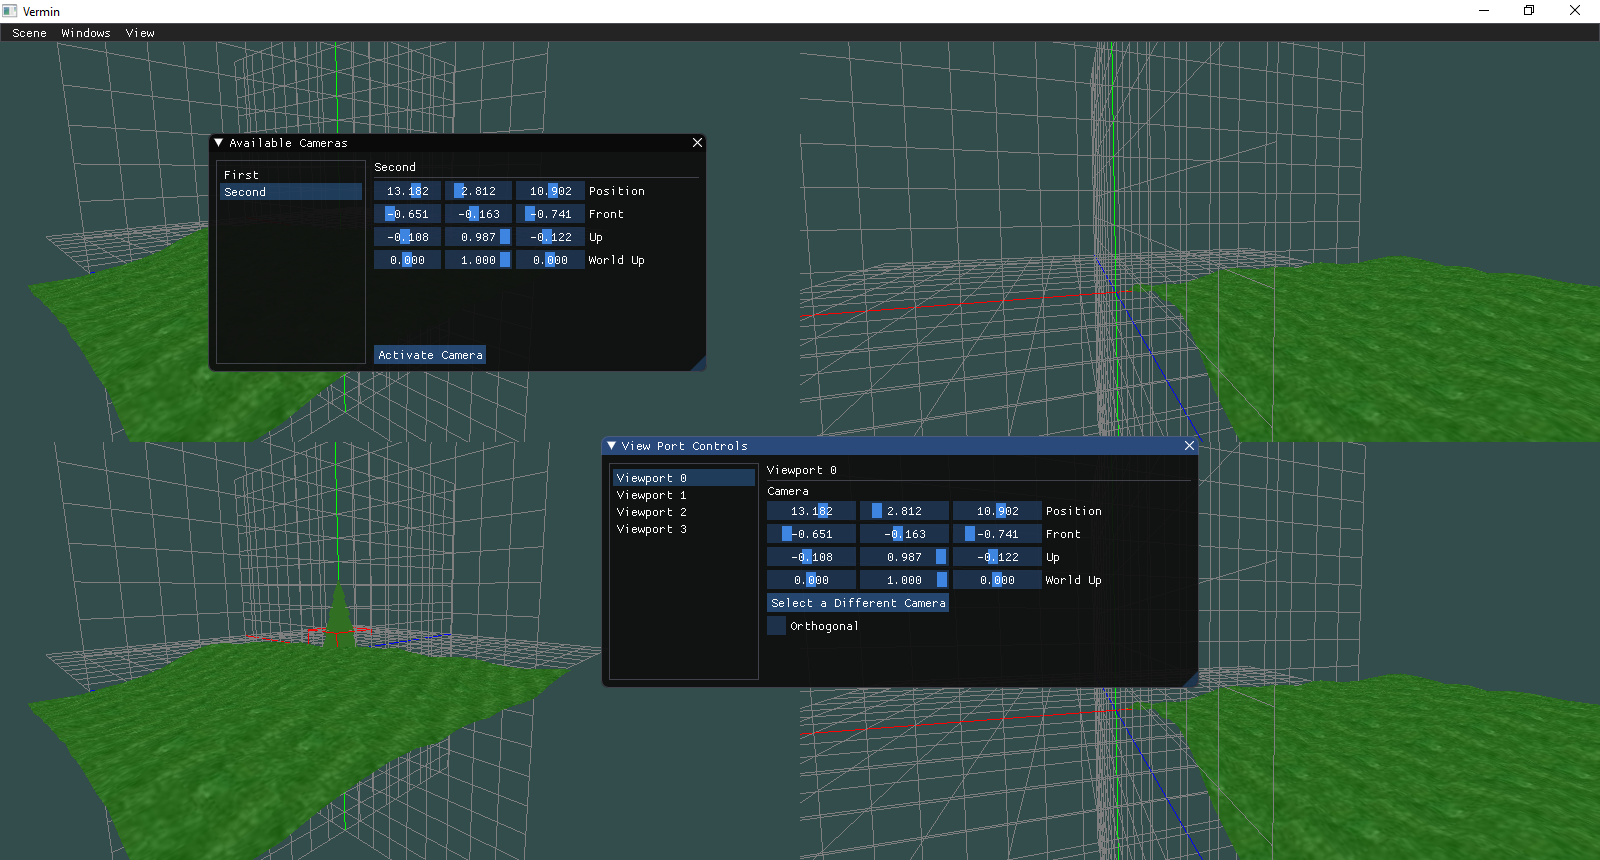 Vermin
Scene Windows View
Available Cameras
First
Second
Second
13.182 2.812 10.902 Position
-0.651 -0.163 -0.741 Front
-0.108 0.987 -0.122 Up
0.000 1.000 0.000 World Up
Activate Camera
View Port Controls
Viewport 0
Viewport 1
Viewport 2
Viewport 3
Viewport 0
Camera
13.182 2.812 10.902 Position
-0.651 -0.163 -0.741 Front
-0.108 0.987 -0.122 Up
0.000 1.000 0.000 World Up
Select a Different Camera
Orthogonal